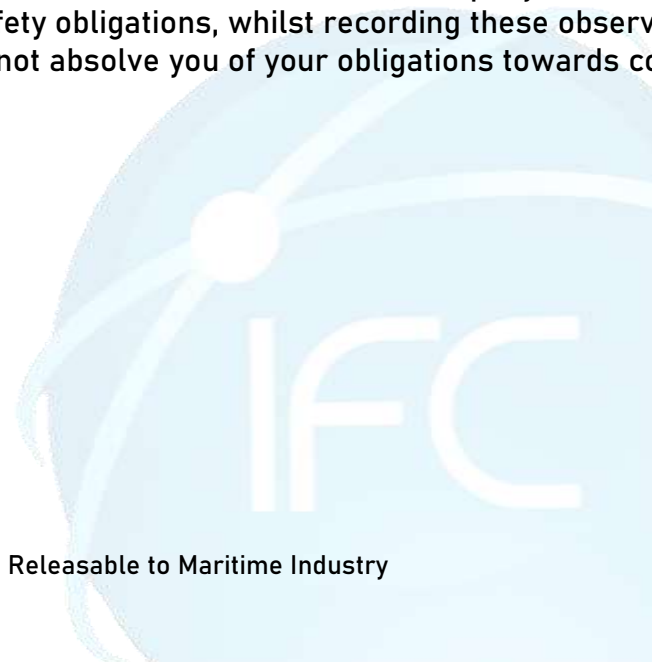 fety obligations, whilst recording these observ
not absolve you of your obligations towards co
IFC
Releasable to Maritime Industry